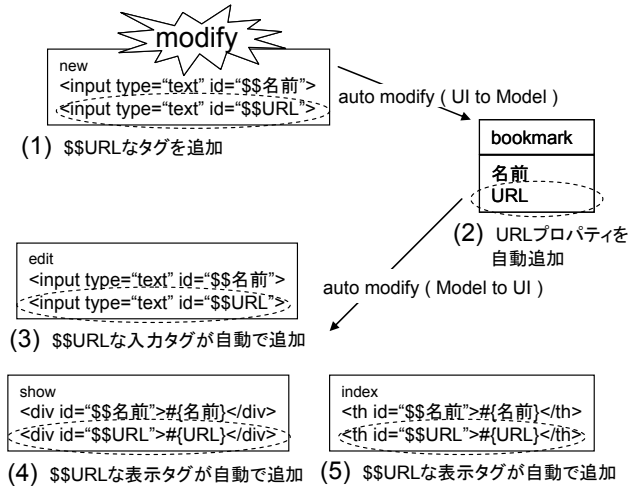 modify
new
<input type=“text” id=“$$名前”>
<input type=“text” id=“$$URL”>
(1) $$URLなタグを追加
auto modify ( UI to Model )
bookmark
名前
URL
(2) URLプロパティを
自動追加
edit
<input type=“text” id=“$$名前”>
<input type=“text” id=“$$URL”>
(3) $$URLな入力タグが自動で追加
auto modify ( Model to UI )
show
<div id=“$$名前”>#{名前}</div>
<div id=“$$URL”>#{URL}</div>
(4) $$URLな表示タグが自動で追加
index
<th id=“$$名前”>#{名前}</th>
<th id=“$$URL”>#{URL}</th>
(5) $$URLな表示タグが自動で追加